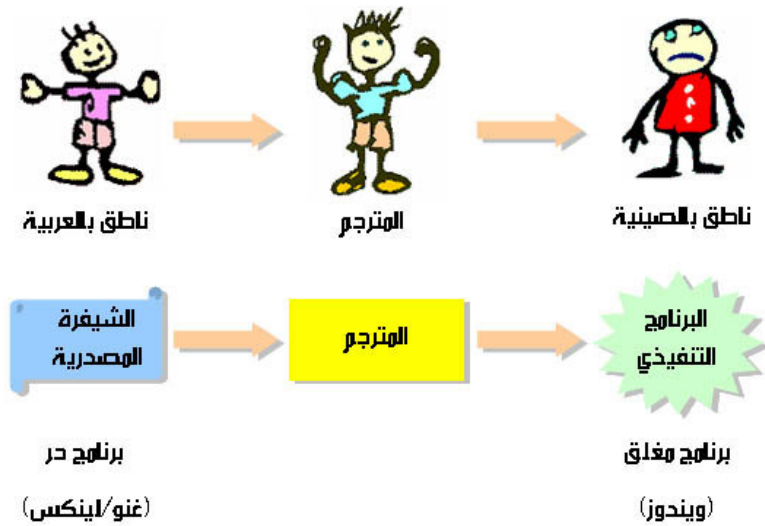 ناطق بالعربية
المترجم
ناطق بالصينية
الشيفرة
المصدرية
المترجم
البرنامج
التنفيذي
برنامج حر
(غنو/لينكس)
برنامج مغلق
(ويندوز)